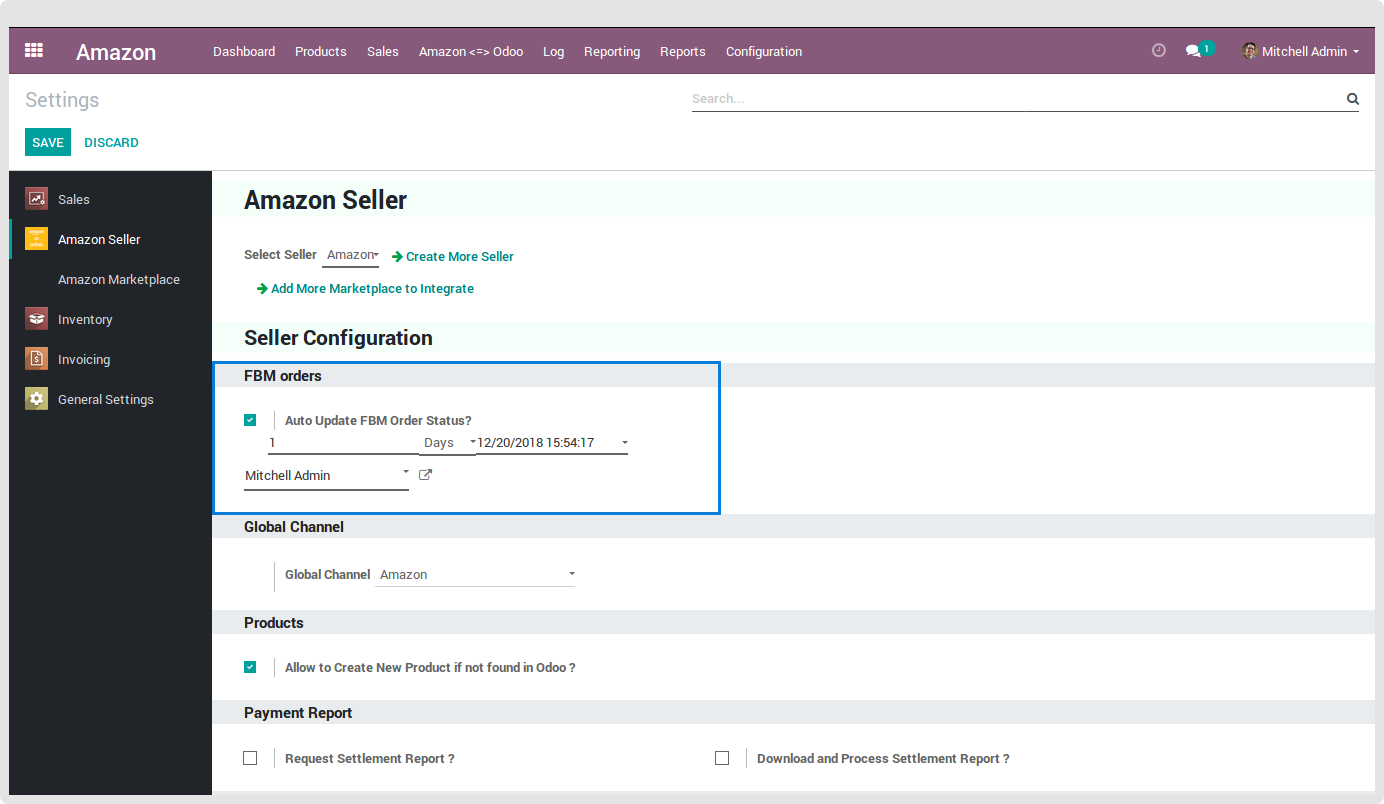 Amazon Dashboard Products Sales Amazon <=> Odoo Log Reporting Reports Configuration 1 Mitchell Admin
Settings Search...
SAVE DISCARD
Sales
Amazon Seller
Amazon Marketplace
Inventory
Invoicing
General Settings
Amazon Seller
Select Seller Amazon Create More Seller
Add More Marketplace to Integrate
Seller Configuration
FBM orders
Auto Update FBM Order Status?
1 Days 12/20/2018 15:54:17
Mitchell Admin
Global Channel
Global Channel Amazon
Products
Allow to Create New Product if not found in Odoo ?
Payment Report
Request Settlement Report ? Download and Process Settlement Report ?